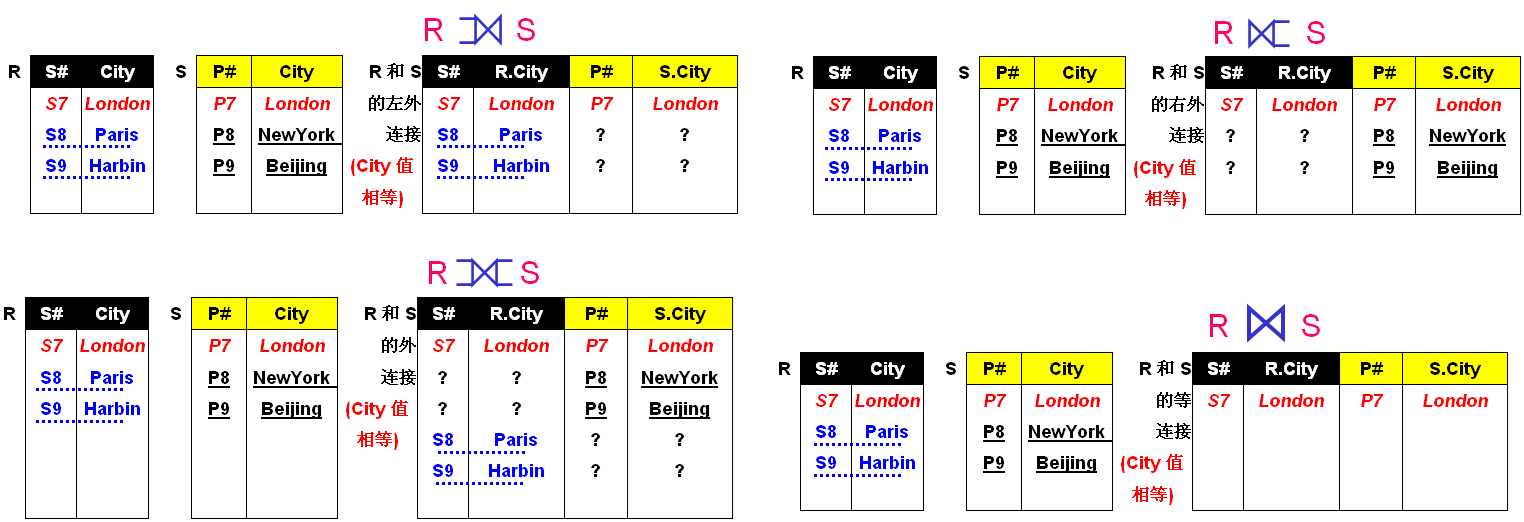 R ⟕ S
R S# City S P# City R 和 S S# R.City P# S.City
S7 London P7 London 的左外 S7 London P7 London
S8 Paris P8 NewYork 连接 S8 Paris ? ?
S9 Harbin P9 Beijing (City 值 S9 Harbin ? ?
相等)
R ⟖ S
R S# City S P# City R 和 S S# R.City P# S.City
S7 London P7 London 的右外 S7 London P7 London
S8 Paris P8 NewYork 连接 ? ? P8 NewYork
S9 Harbin P9 Beijing (City 值 ? ? P9 Beijing
相等)
R ⟗ S
R S# City S P# City R 和 S S# R.City P# S.City
S7 London P7 London 的外 S7 London P7 London
S8 Paris P8 NewYork 连接 ? ? P8 NewYork
S9 Harbin P9 Beijing (City 值 ? ? P9 Beijing
相等) S8 Paris ? ?
S9 Harbin ? ?
R ⋈ S
R S# City S P# City R 和 S S# R.City P# S.City
S7 London P7 London 的等 S7 London P7 London
S8 Paris P8 NewYork 连接
S9 Harbin P9 Beijing (City 值
相等)